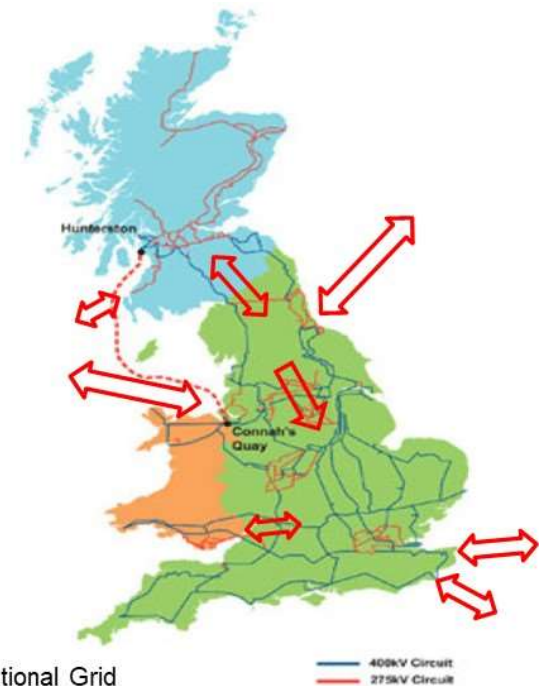 Hunterston
Connah's
Quay
400kV Circuit
275kV Circuit
tional Grid